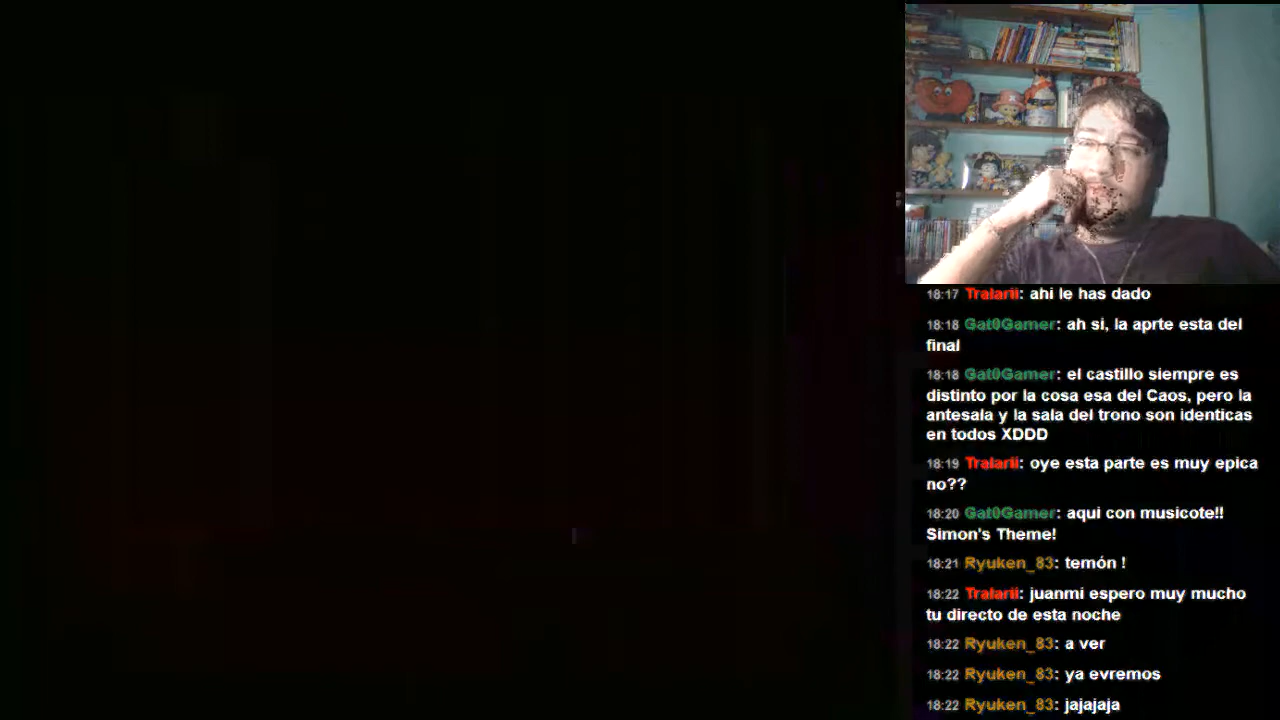 18:17 Tralarii: ahi le has dado
18:18 Gat0Gamer: ah si, la aprte esta del
final
18:18 Gat0Gamer: el castillo siempre es
distinto por la cosa esa del Caos, pero la
antesala y la sala del trono son identicas
en todos XDDD
18:19 Tralarii: oye esta parte es muy epica
no??
18:20 Gat0Gamer: aqui con musicote!!
Simon's Theme!
18:21 Ryuken_83: temón !
18:22 Tralarii: juanmi espero muy mucho
tu directo de esta noche
18:22 Ryuken_83: a ver
18:22 Ryuken_83: ya evremos
18:22 Ryuken_83: jajajaja